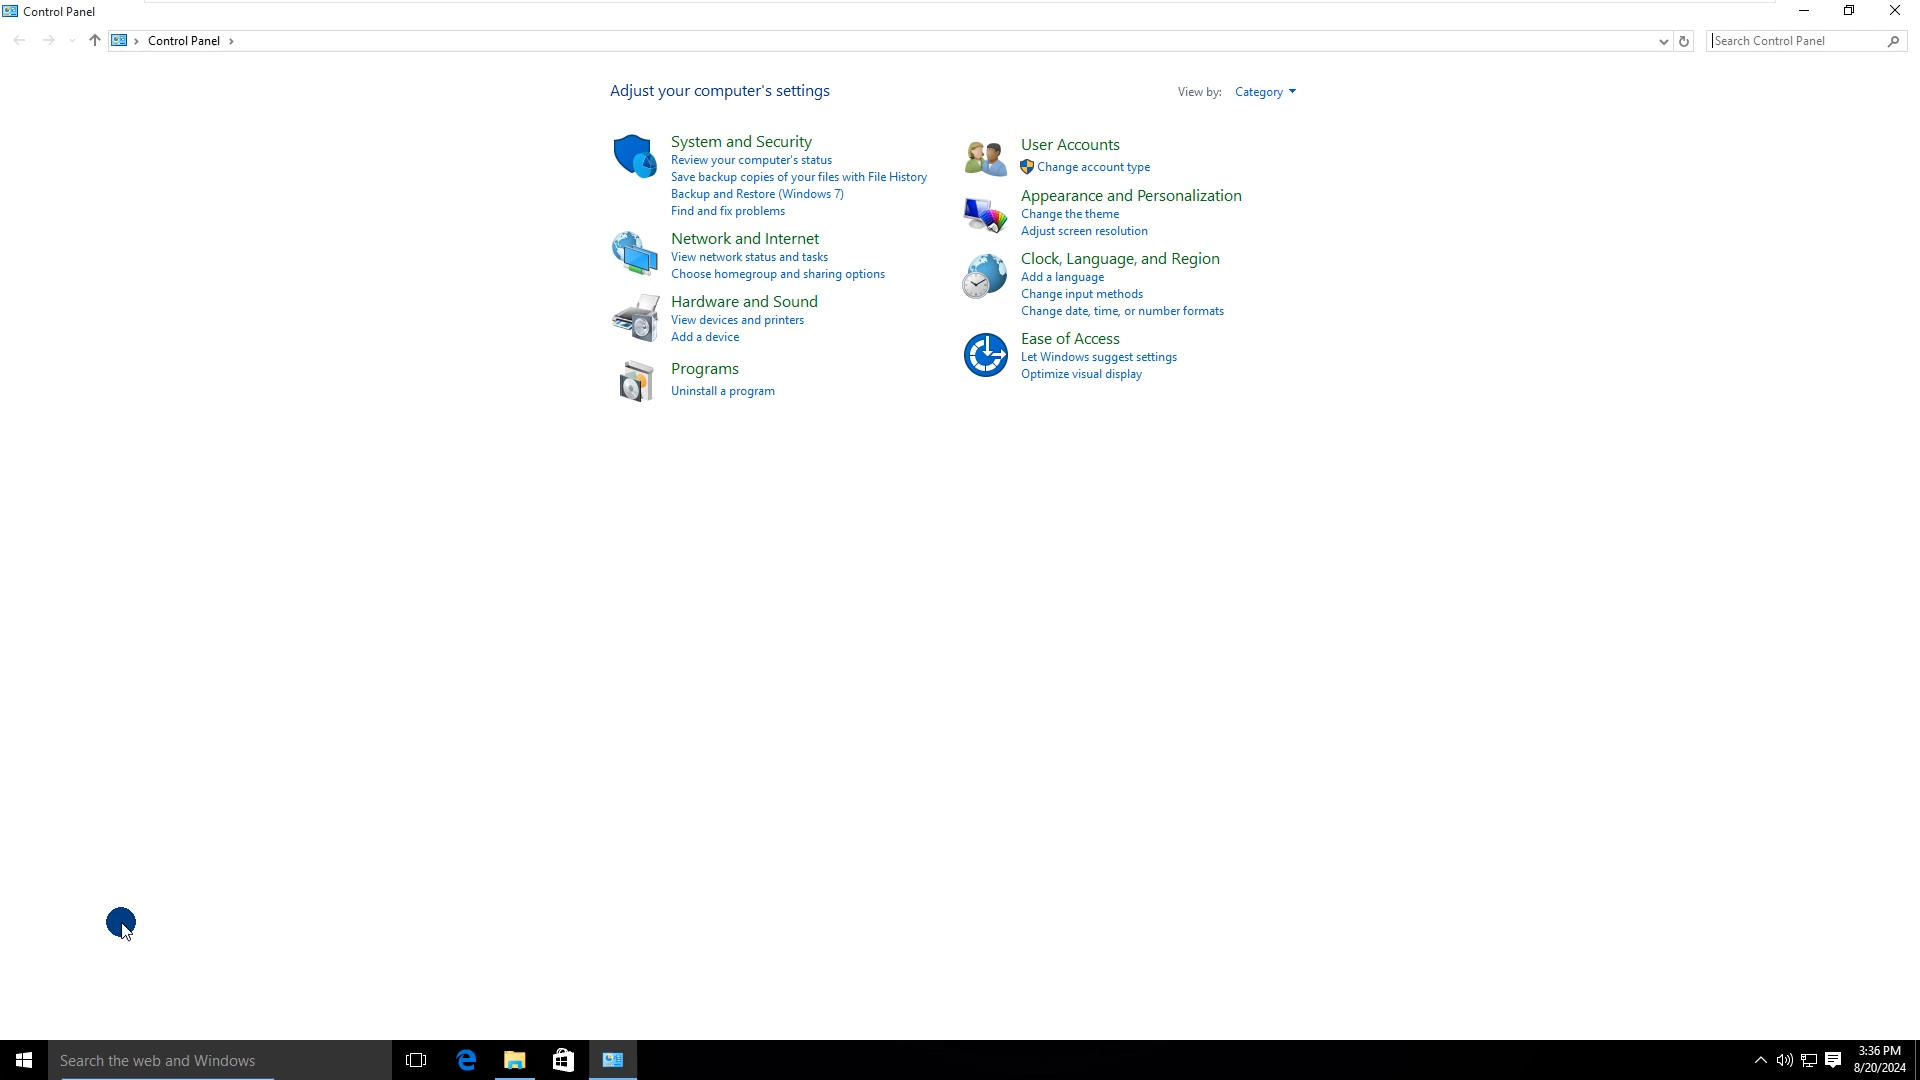 Control Panel
Control Panel
Search Control Panel
Adjust your computer's settings
View by: Category
System and Security
Review your computer's status
Save backup copies of your files with File History
Backup and Restore (Windows 7)
Find and fix problems
Network and Internet
View network status and tasks
Choose homegroup and sharing options
Hardware and Sound
View devices and printers
Add a device
Programs
Uninstall a program
User Accounts
Change account type
Appearance and Personalization
Change the theme
Adjust screen resolution
Clock, Language, and Region
Add a language
Change input methods
Change date, time, or number formats
Ease of Access
Let Windows suggest settings
Optimize visual display
Search the web and Windows
3:36 PM
8/20/2024